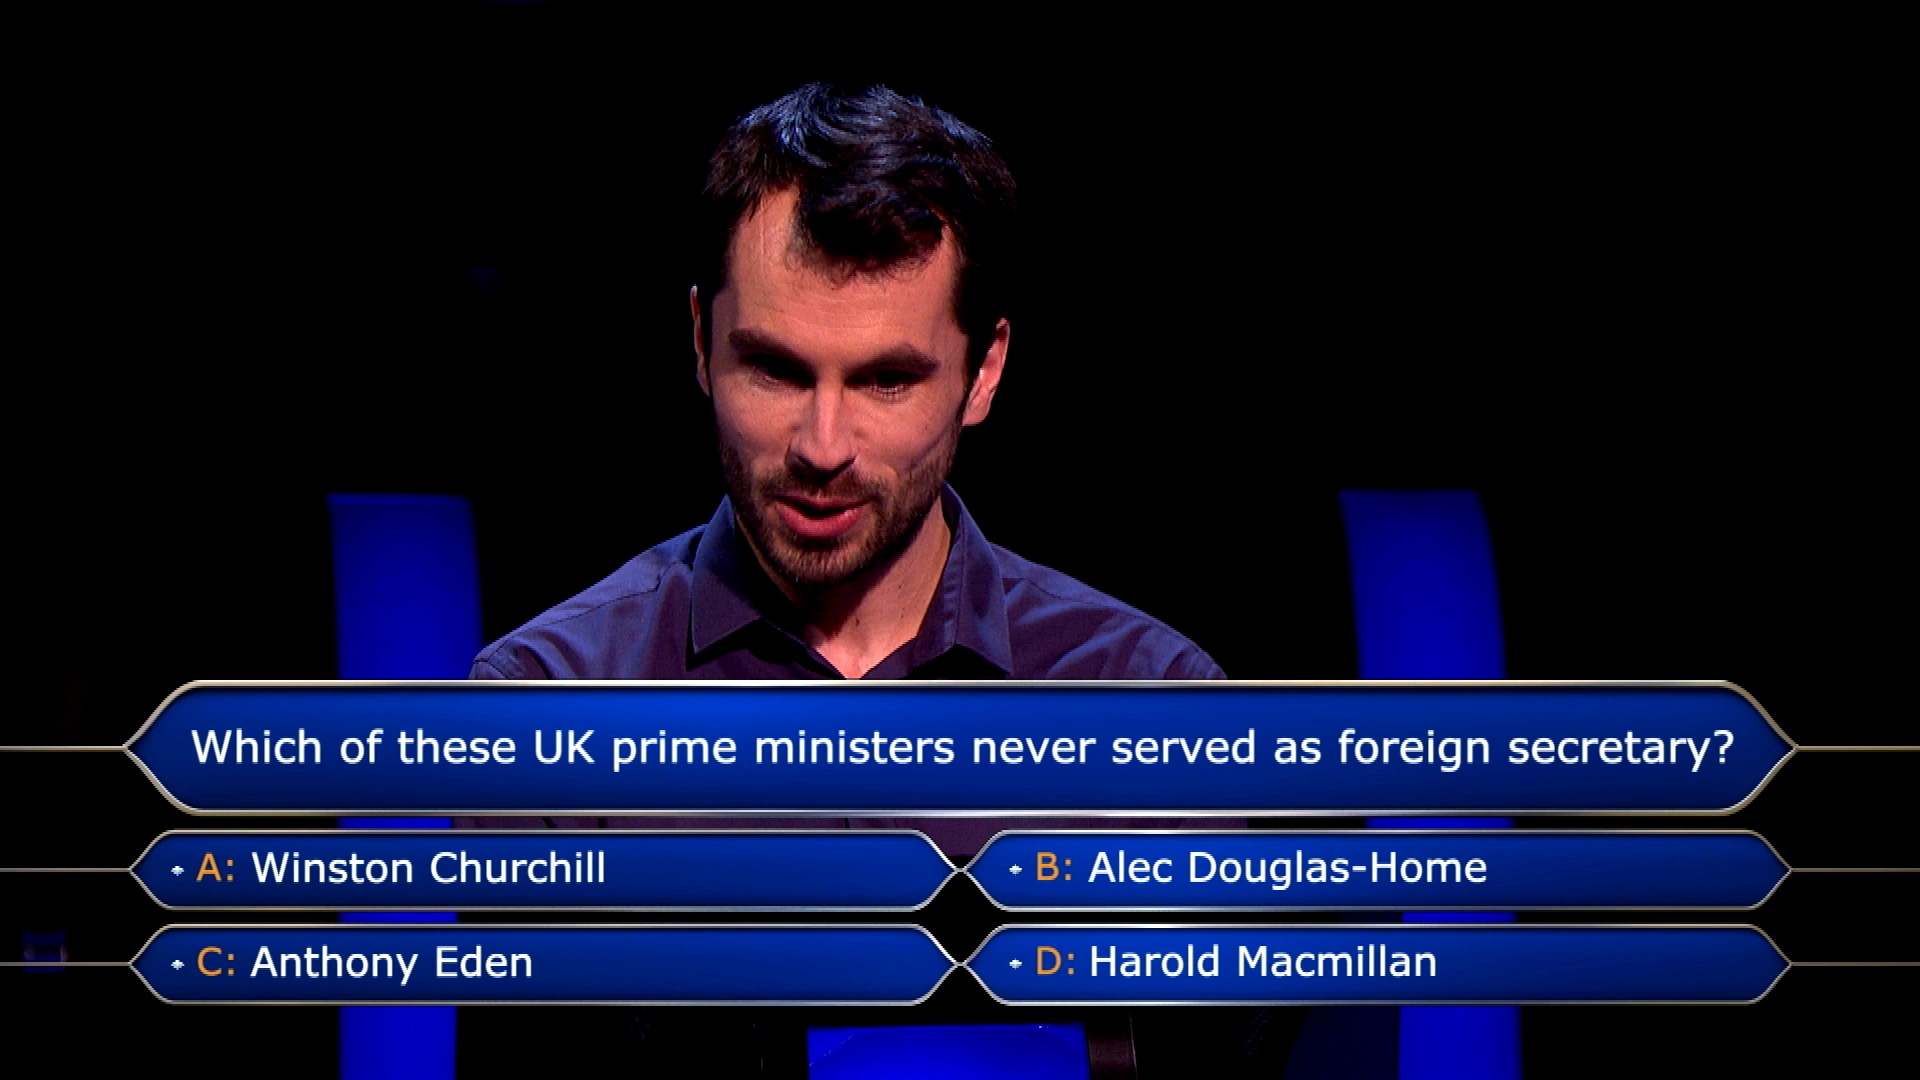 Which of these UK prime ministers never served as foreign secretary?
A: Winston Churchill
B: Alec Douglas-Home
C: Anthony Eden
D: Harold Macmillan